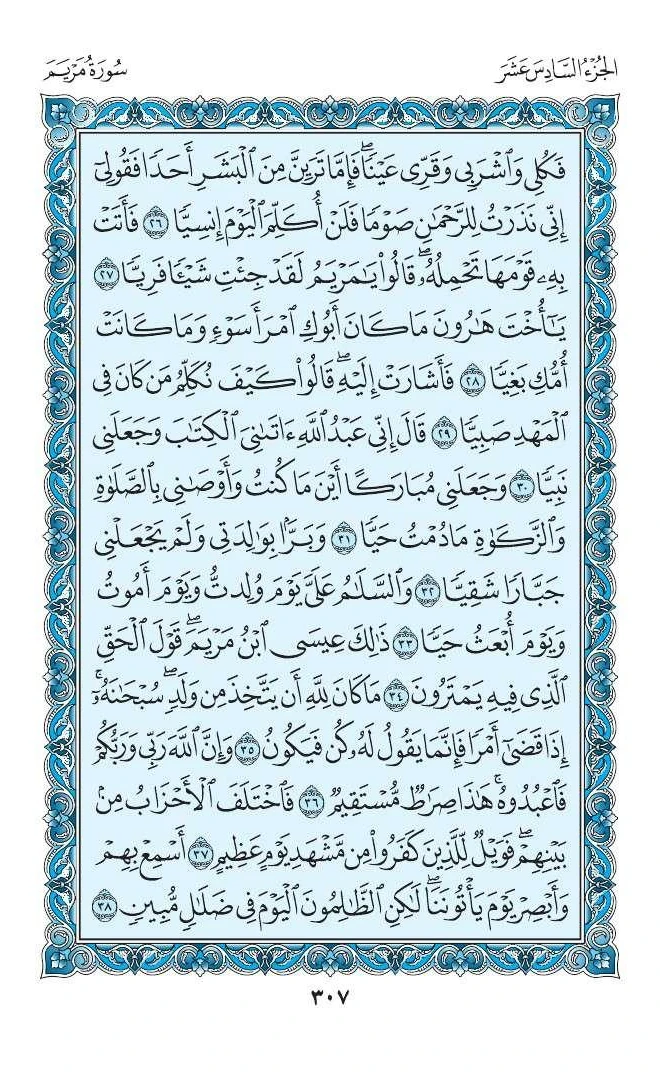 الجزء السادس عشر
سورة مريم
فَكُلِي وَٱشْرَبِي وَقَرِّي عَيْنٗاۖ فَإِمَّا تَرَيِنَّ مِنَ ٱلْبَشَرِ أَحَدٗا فَقُولِيٓ
إِنِّي نَذَرْتُ لِلرَّحْمَٰنِ صَوْمٗا فَلَنْ أُكَلِّمَ ٱلْيَوْمَ إِنسِيّٗا ٢٦ فَأَتَتْ
بِهِۦ قَوْمَهَا تَحْمِلُهُۥۖ قَالُوا۟ يَٰمَرْيَمُ لَقَدْ جِئْتِ شَيْـٔٗا فَرِيّٗا ٢٧
يَٰٓأُخْتَ هَٰرُونَ مَا كَانَ أَبُوكِ ٱمْرَأَ سَوْءٖ وَمَا كَانَتْ
أُمُّكِ بَغِيّٗا ٢٨ فَأَشَارَتْ إِلَيْهِۖ قَالُوا۟ كَيْفَ نُكَلِّمُ مَن كَانَ فِي
ٱلْمَهْدِ صَبِيّٗا ٢٩ قَالَ إِنِّي عَبْدُ ٱللَّهِ ءَاتَىٰنِيَ ٱلْكِتَٰبَ وَجَعَلَنِي
نَبِيّٗا ٣٠ وَجَعَلَنِي مُبَارَكًا أَيْنَ مَا كُنتُ وَأَوْصَٰنِي بِٱلصَّلَوٰةِ
وَٱلزَّكَوٰةِ مَا دُمْتُ حَيّٗا ٣١ وَبَرَّۢا بِوَٰلِدَتِي وَلَمْ يَجْعَلْنِي
جَبَّارٗا شَقِيّٗا ٣٢ وَٱلسَّلَٰمُ عَلَيَّ يَوْمَ وُلِدتُّ وَيَوْمَ أَمُوتُ
وَيَوْمَ أُبْعَثُ حَيّٗا ٣٣ ذَٰلِكَ عِيسَى ٱبْنُ مَرْيَمَۖ قَوْلَ ٱلْحَقِّ
ٱلَّذِي فِيهِ يَمْتَرُونَ ٣٤ مَا كَانَ لِلَّهِ أَن يَتَّخِذَ مِن وَلَدٖۖ سُبْحَٰنَهُۥٓۚ
إِذَا قَضَىٰٓ أَمْرٗا فَإِنَّمَا يَقُولُ لَهُۥ كُن فَيَكُونُ ٣٥ وَإِنَّ ٱللَّهَ رَبِّي وَرَبُّكُمْ
فَٱعْبُدُوهُۚ هَٰذَا صِرَٰطٞ مُّسْتَقِيمٞ ٣٦ فَٱخْتَلَفَ ٱلْأَحْزَابُ مِنۢ
بَيْنِهِمْۖ فَوَيْلٞ لِّلَّذِينَ كَفَرُوا۟ مِن مَّشْهَدِ يَوْمٍ عَظِيمٍ ٣٧ أَسْمِعْ بِهِمْ
وَأَبْصِرْ يَوْمَ يَأْتُونَنَاۖ لَٰكِنِ ٱلظَّٰلِمُونَ ٱلْيَوْمَ فِي ضَلَٰلٖ مُّبِينٖ ٣٨
٣٠٧